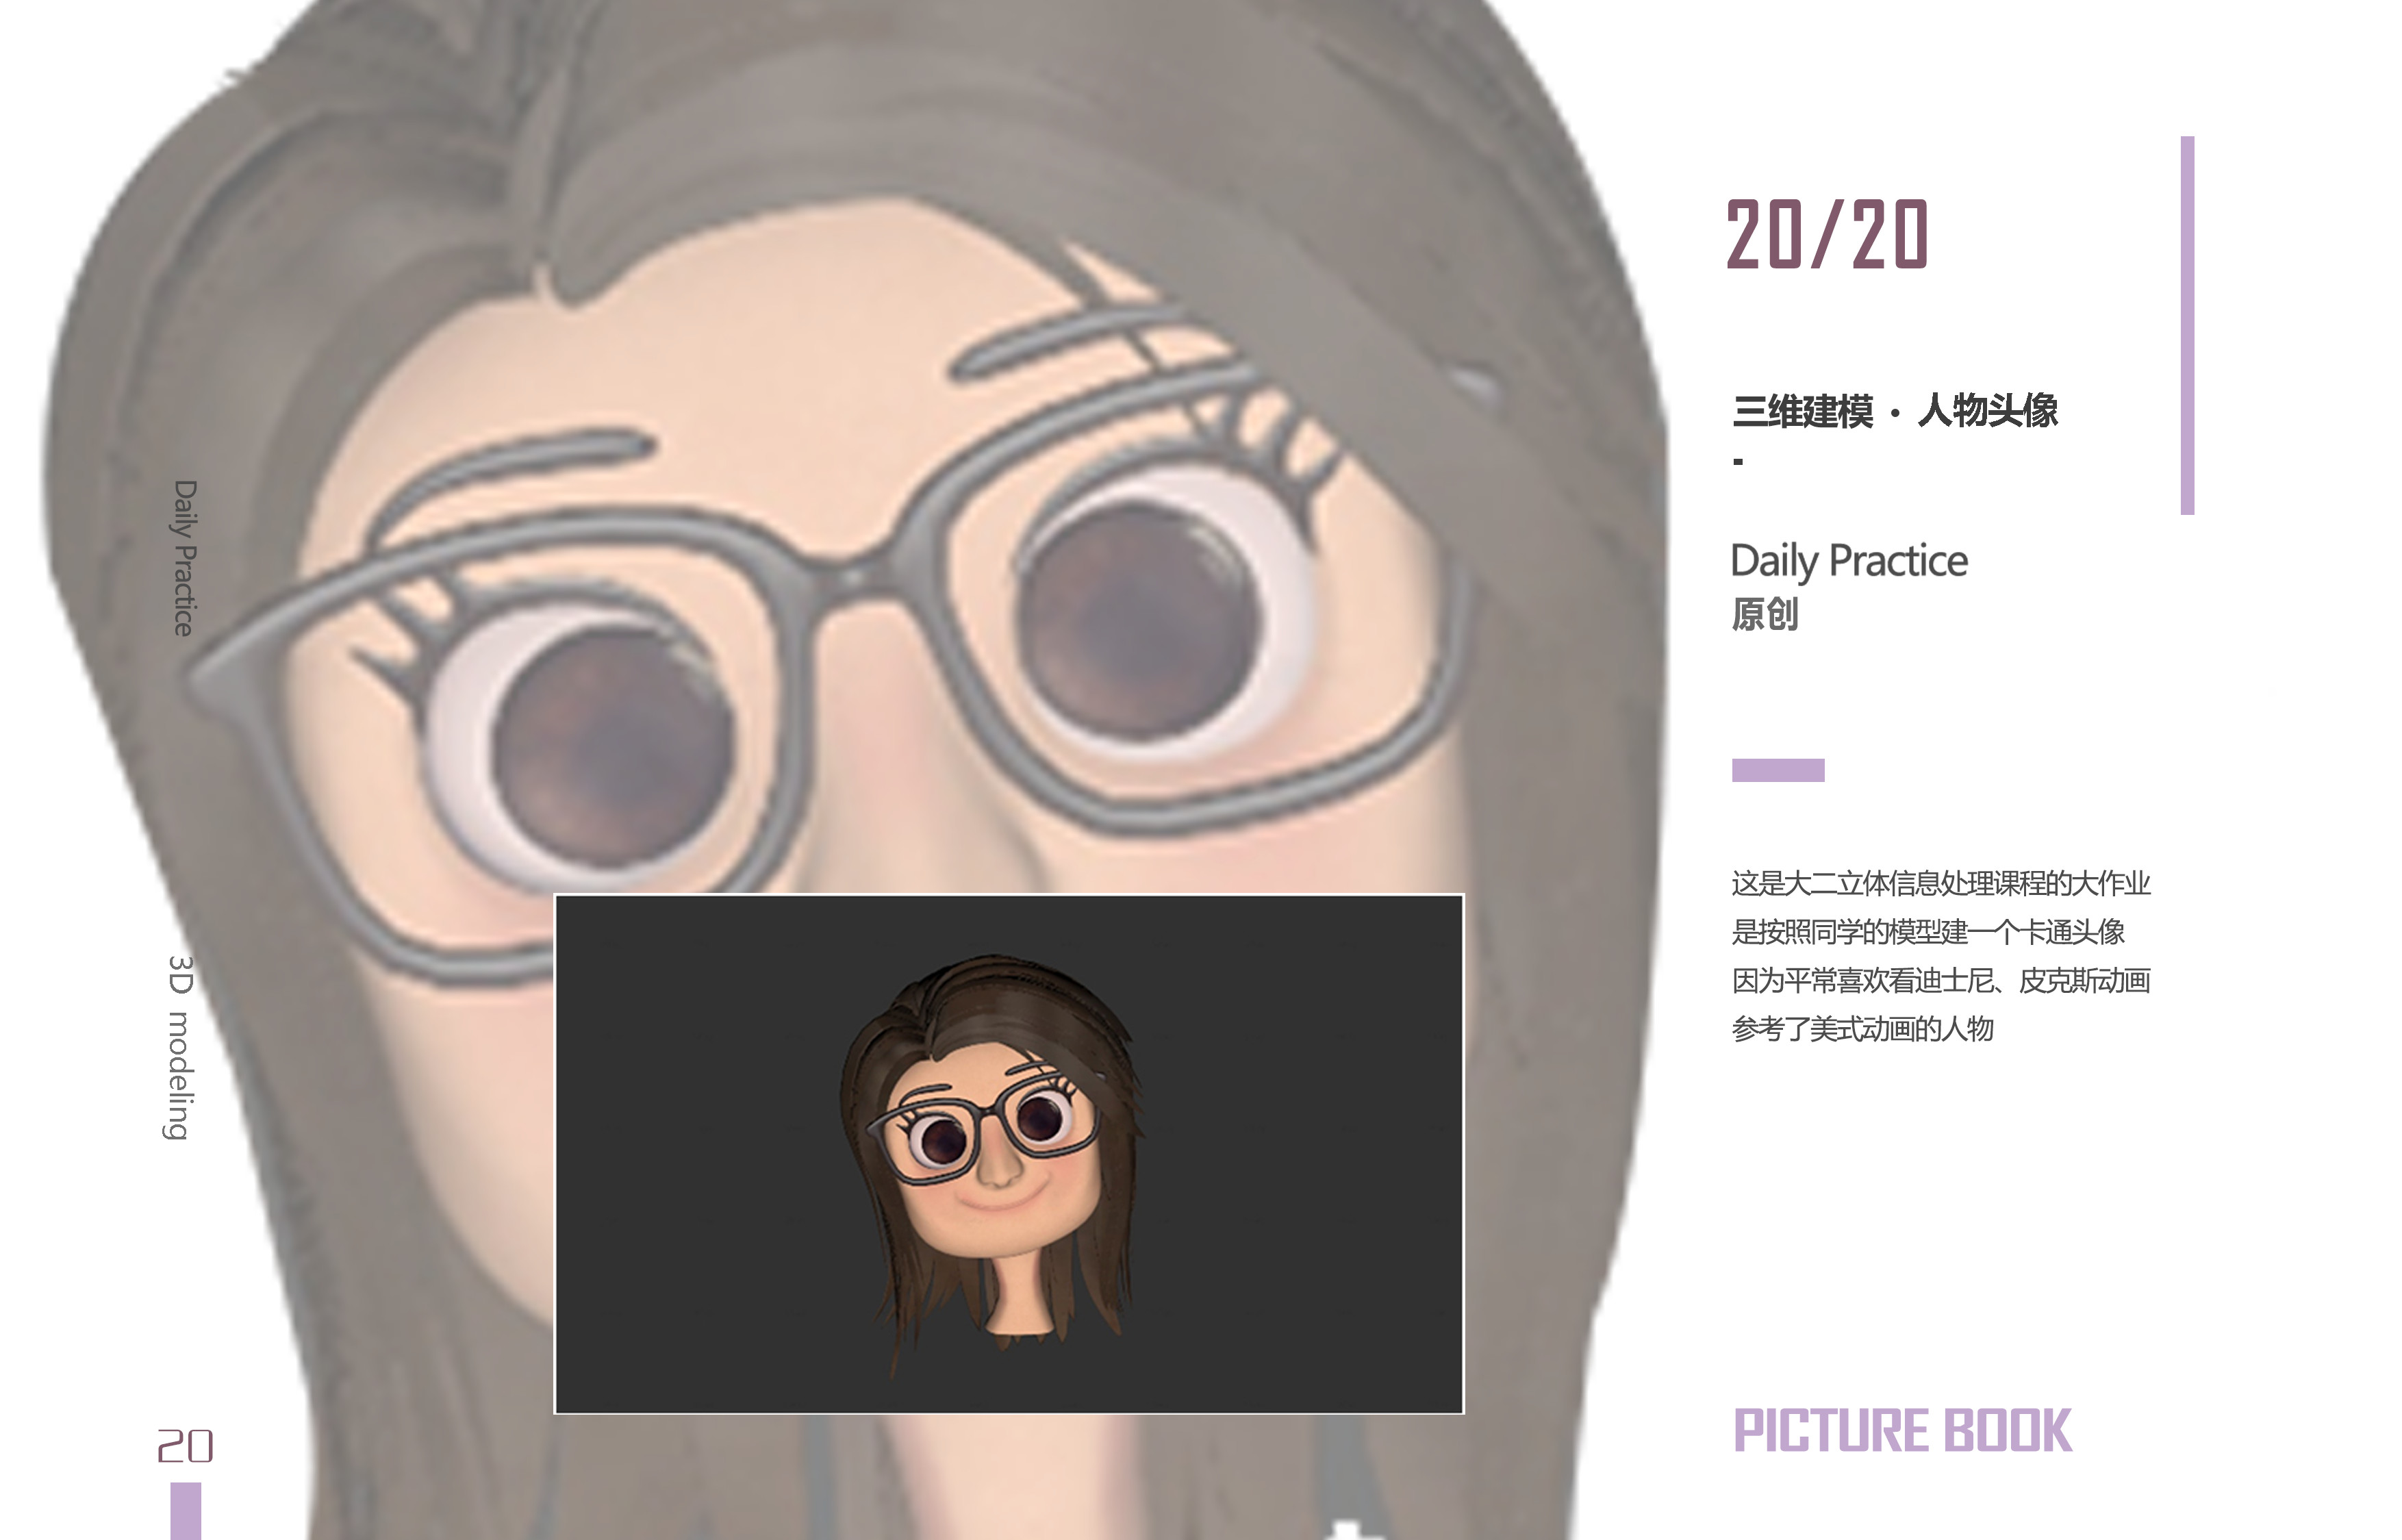 20/20
三维建模 · 人物头像
-
Daily Practice
原创
这是大二立体信息处理课程的大作业
是按照同学的模型建一个卡通头像
因为平常喜欢看迪士尼、皮克斯动画
参考了美式动画的人物
PICTURE BOOK
Daily Practice
3D modeling
20